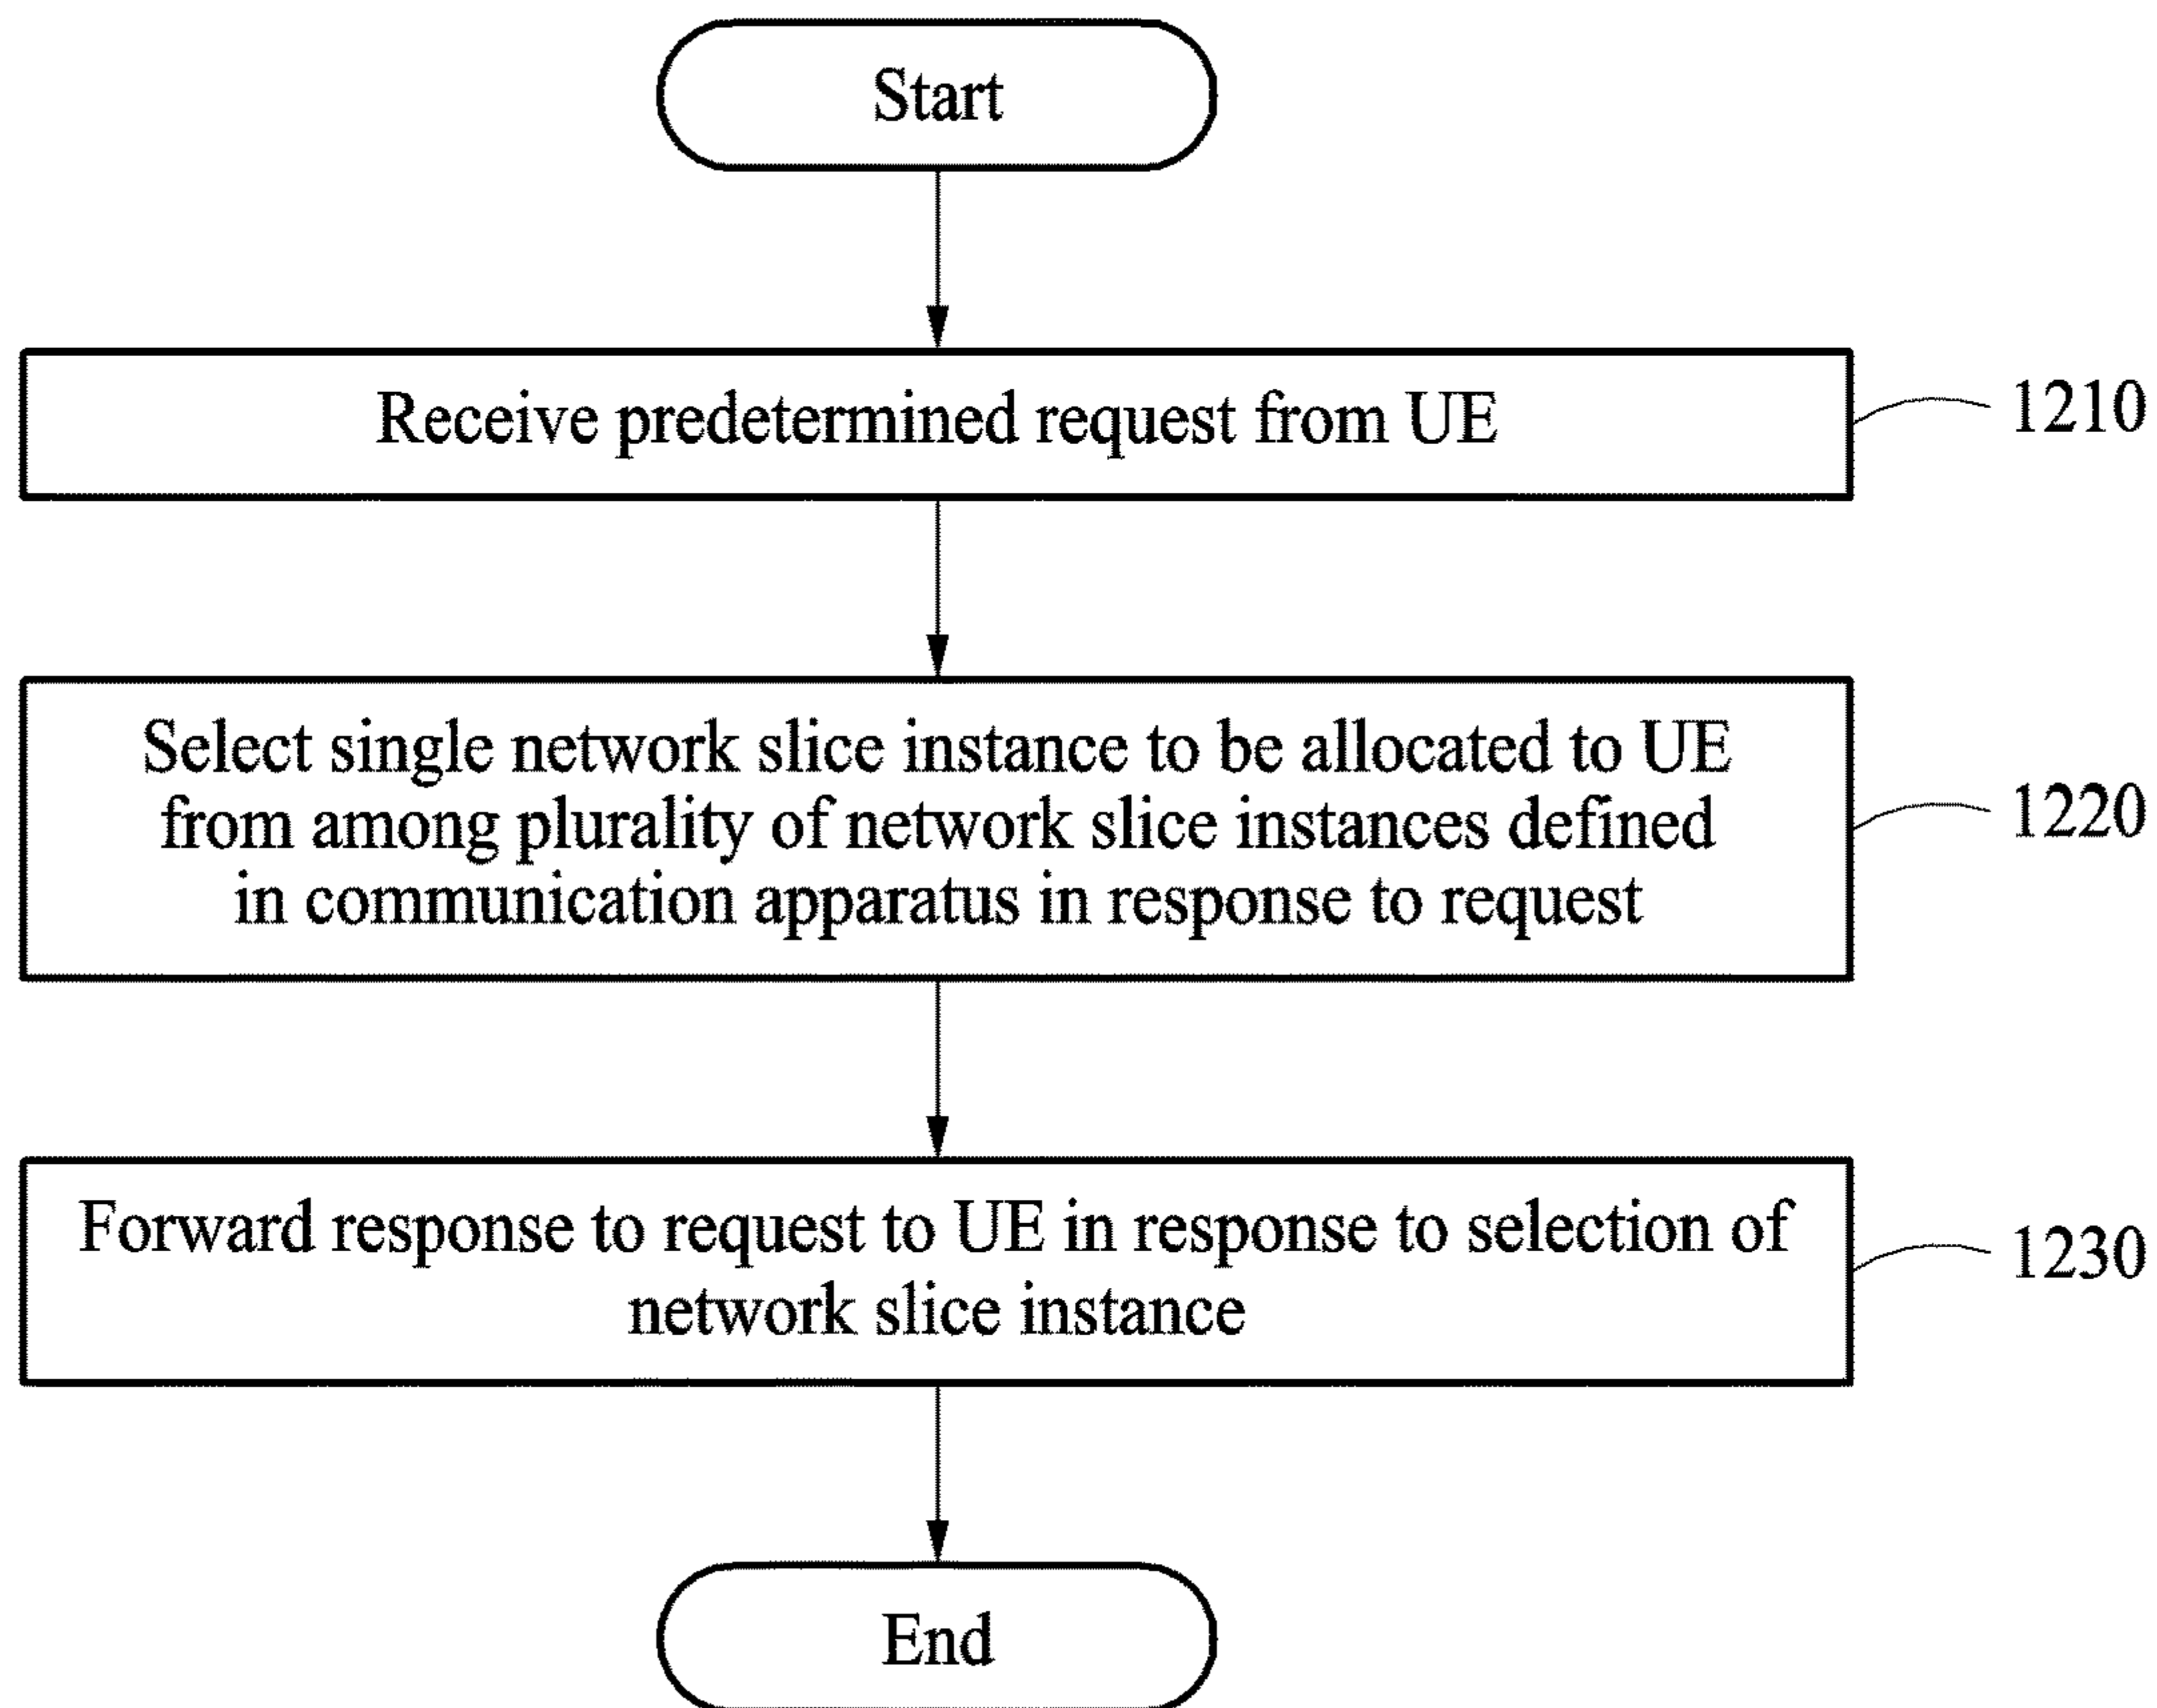 Start
Receive predetermined request from UE
1210
Select single network slice instance to be allocated to UE
from among plurality of network slice instances defined
in communication apparatus in response to request
1220
Forward response to request to UE in response to selection of
network slice instance
1230
End